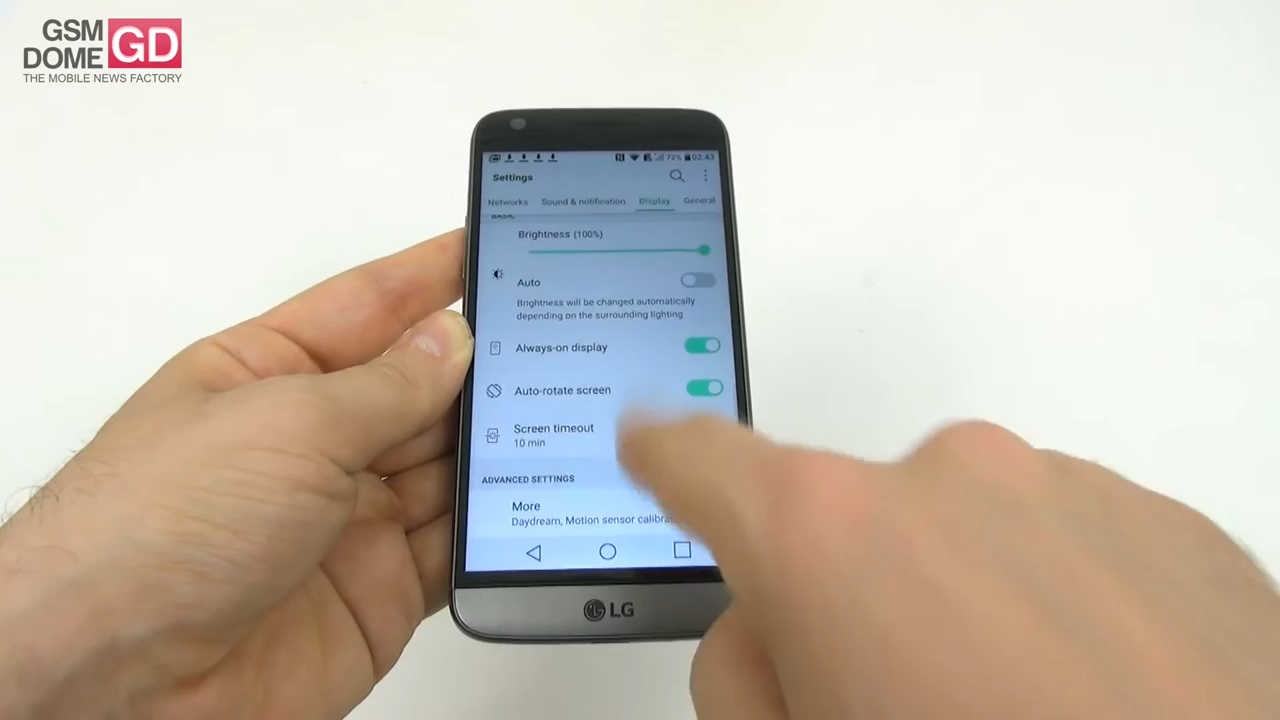 GSM
DOME GD
THE MOBILE NEWS FACTORY
72% 02:43
Settings
Networks Sound & notification Display General
BASIC
Brightness (100%)
Auto
Brightness will be changed automatically
depending on the surrounding lighting
Always-on display
Auto-rotate screen
Screen timeout
10 min
ADVANCED SETTINGS
More
Daydream, Motion sensor calibra
LG